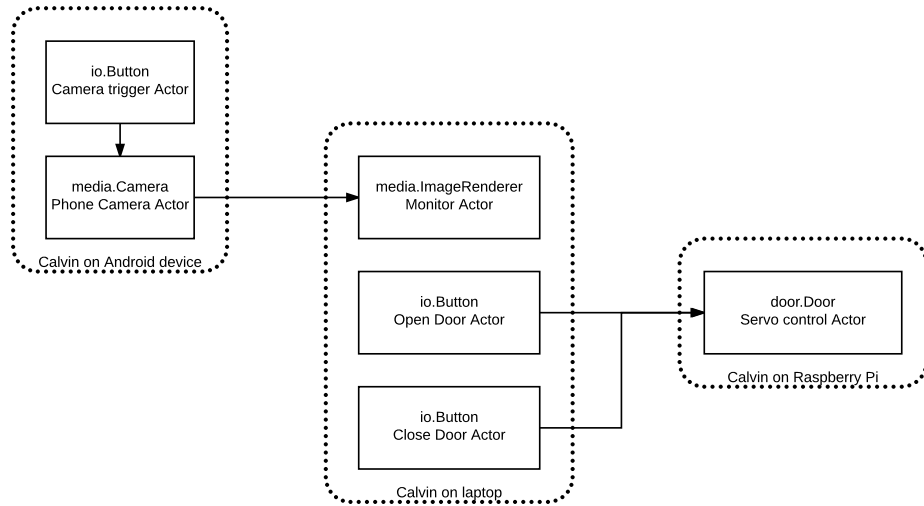 io.Button
Camera trigger Actor
media.Camera
Phone Camera Actor
Calvin on Android device
media.ImageRenderer
Monitor Actor
io.Button
Open Door Actor
io.Button
Close Door Actor
Calvin on laptop
door.Door
Servo control Actor
Calvin on Raspberry Pi